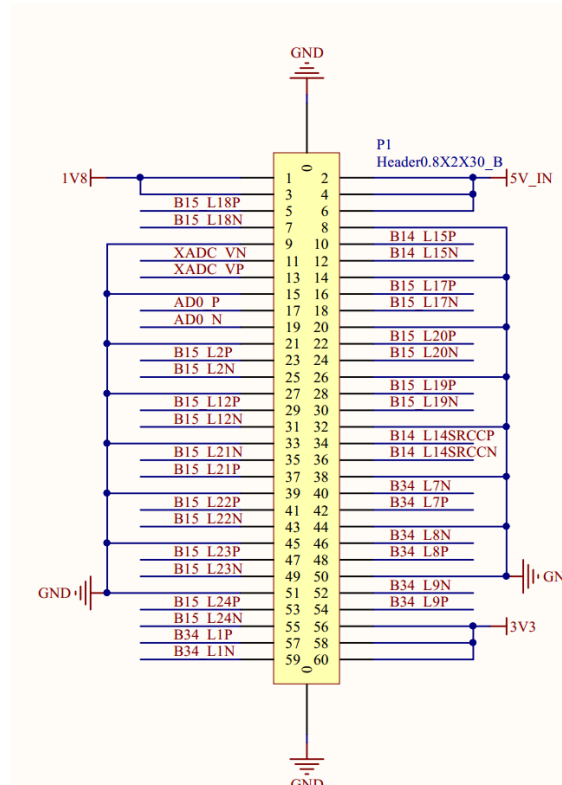 GND
P1
Header0.8X2X30_B
0
1V8 1 2 5V_IN
3 4
B15_L18P 5 6
B15_L18N 7 8
9 10 B14_L15P
XADC_VN 11 12 B14_L15N
XADC_VP 13 14
15 16 B15_L17P
AD0_P 17 18 B15_L17N
AD0_N 19 20
21 22 B15_L20P
B15_L2P 23 24 B15_L20N
B15_L2N 25 26
27 28 B15_L19P
B15_L12P 29 30 B15_L19N
B15_L12N 31 32
33 34 B14_L14SRCCP
B15_L21N 35 36 B14_L14SRCCN
B15_L21P 37 38
39 40 B34_L7N
B15_L22P 41 42 B34_L7P
B15_L22N 43 44
45 46 B34_L8N
B15_L23P 47 48 B34_L8P
B15_L23N 49 50 GN
GND 51 52 B34_L9N
B15_L24P 53 54 B34_L9P
B15_L24N 55 56 3V3
B34_L1P 57 58
B34_L1N 59 60
0
GND